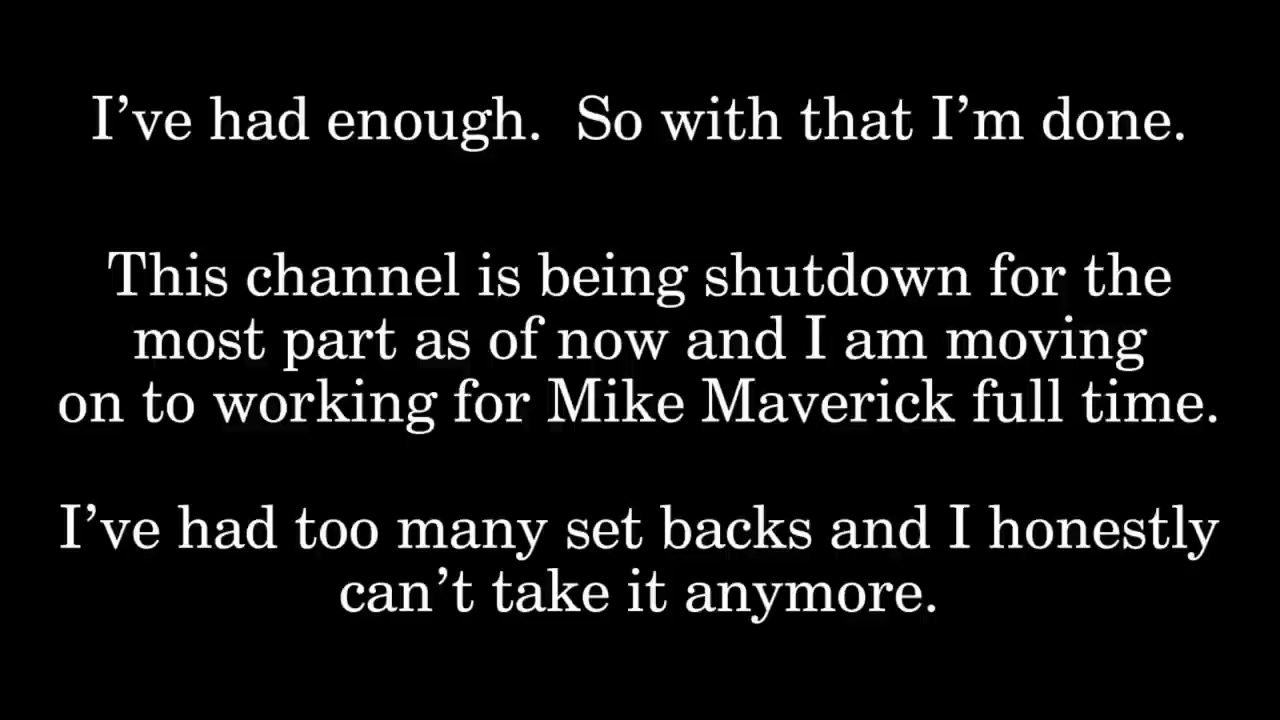 I’ve had enough.  So with that I’m done.
This channel is being shutdown for the
most part as of now and I am moving
on to working for Mike Maverick full time.
I’ve had too many set backs and I honestly
can’t take it anymore.